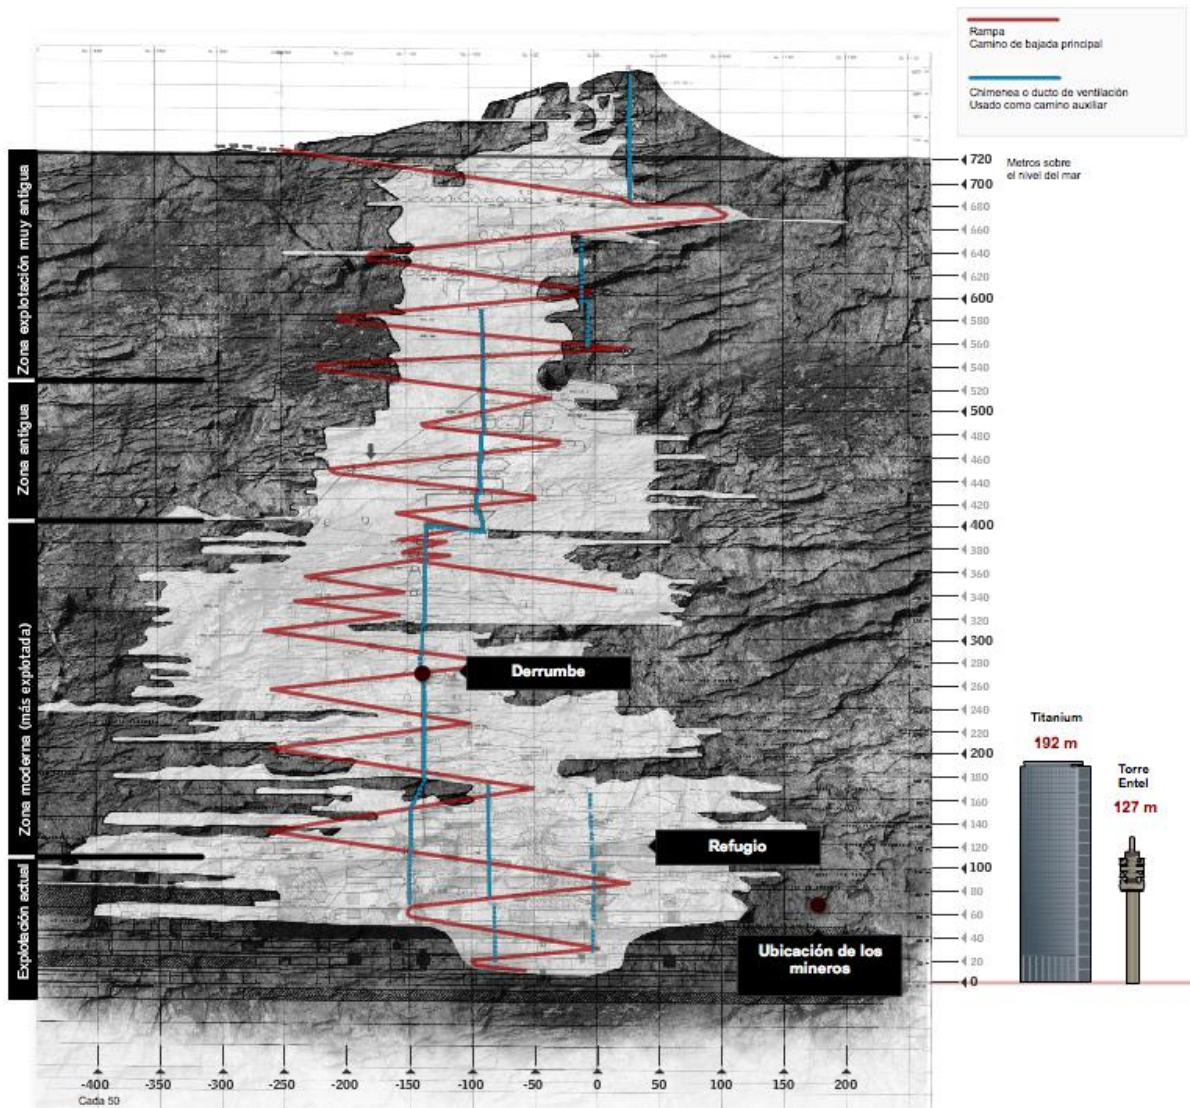 Rampa
Camino de bajada principal
Chimenea o ducto de ventilación
Usado como camino auxiliar
Metros sobre
el nivel del mar
720
700
680
660
640
620
600
580
560
540
520
500
480
460
440
420
400
380
360
340
320
300
280
260
240
220
200
180
160
140
120
100
80
60
40
20
0
Zona explotación muy antigua
Zona antigua
Zona moderna (más explotada)
Explotación actual
Derrumbe
Refugio
Ubicación de los
mineros
Titanium
192 m
Torre
Entel
127 m
-400 -350 -300 -250 -200 -150 -100 -50 0 50 100 150 200
Cada 50